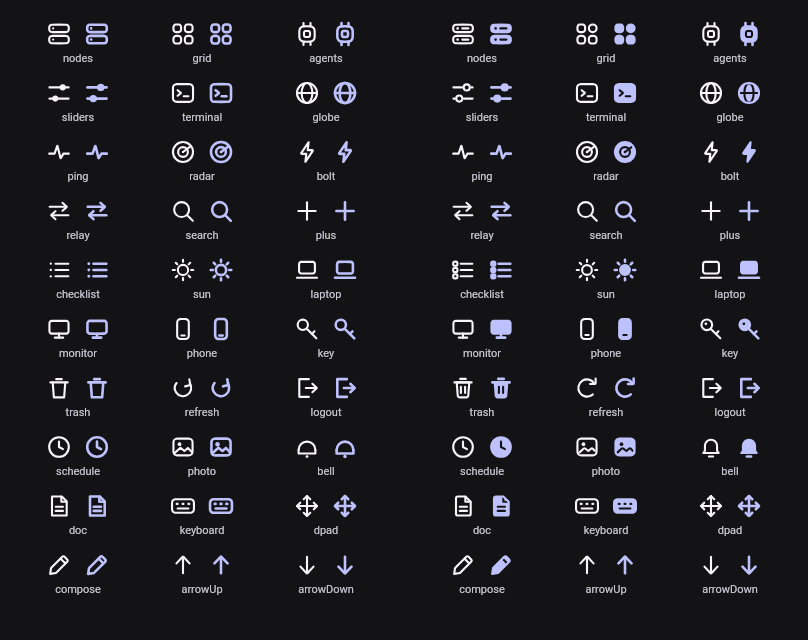 nodes grid agents nodes grid agents
sliders terminal globe sliders terminal globe
ping radar bolt ping radar bolt
relay search plus relay search plus
checklist sun laptop checklist sun laptop
monitor phone key monitor phone key
trash refresh logout trash refresh logout
schedule photo bell schedule photo bell
doc keyboard dpad doc keyboard dpad
compose arrowUp arrowDown compose arrowUp arrowDown